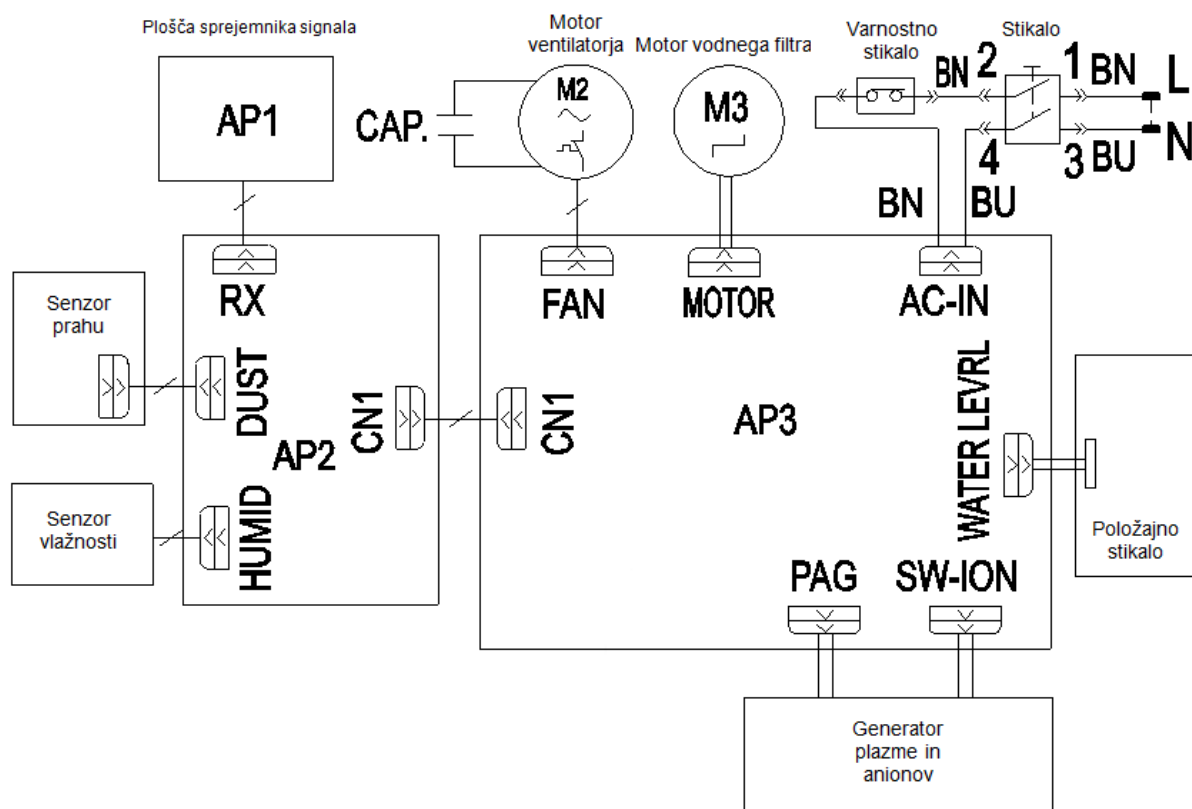 Plošča sprejemnika signala
AP1
Motor
ventilatorja
M2
CAP.
Motor vodnega filtra
M3
Varnostno
stikalo
Stikalo
BN
2
1
BN
L
4
3
BU
N
BN
BU
RX
FAN
MOTOR
AC-IN
Senzor
prahu
DUST
CN1
CN1
AP2
AP3
WATER LEVRL
Senzor
vlažnosti
HUMID
Položajno
stikalo
PAG
SW-ION
Generator
plazme in
anionov